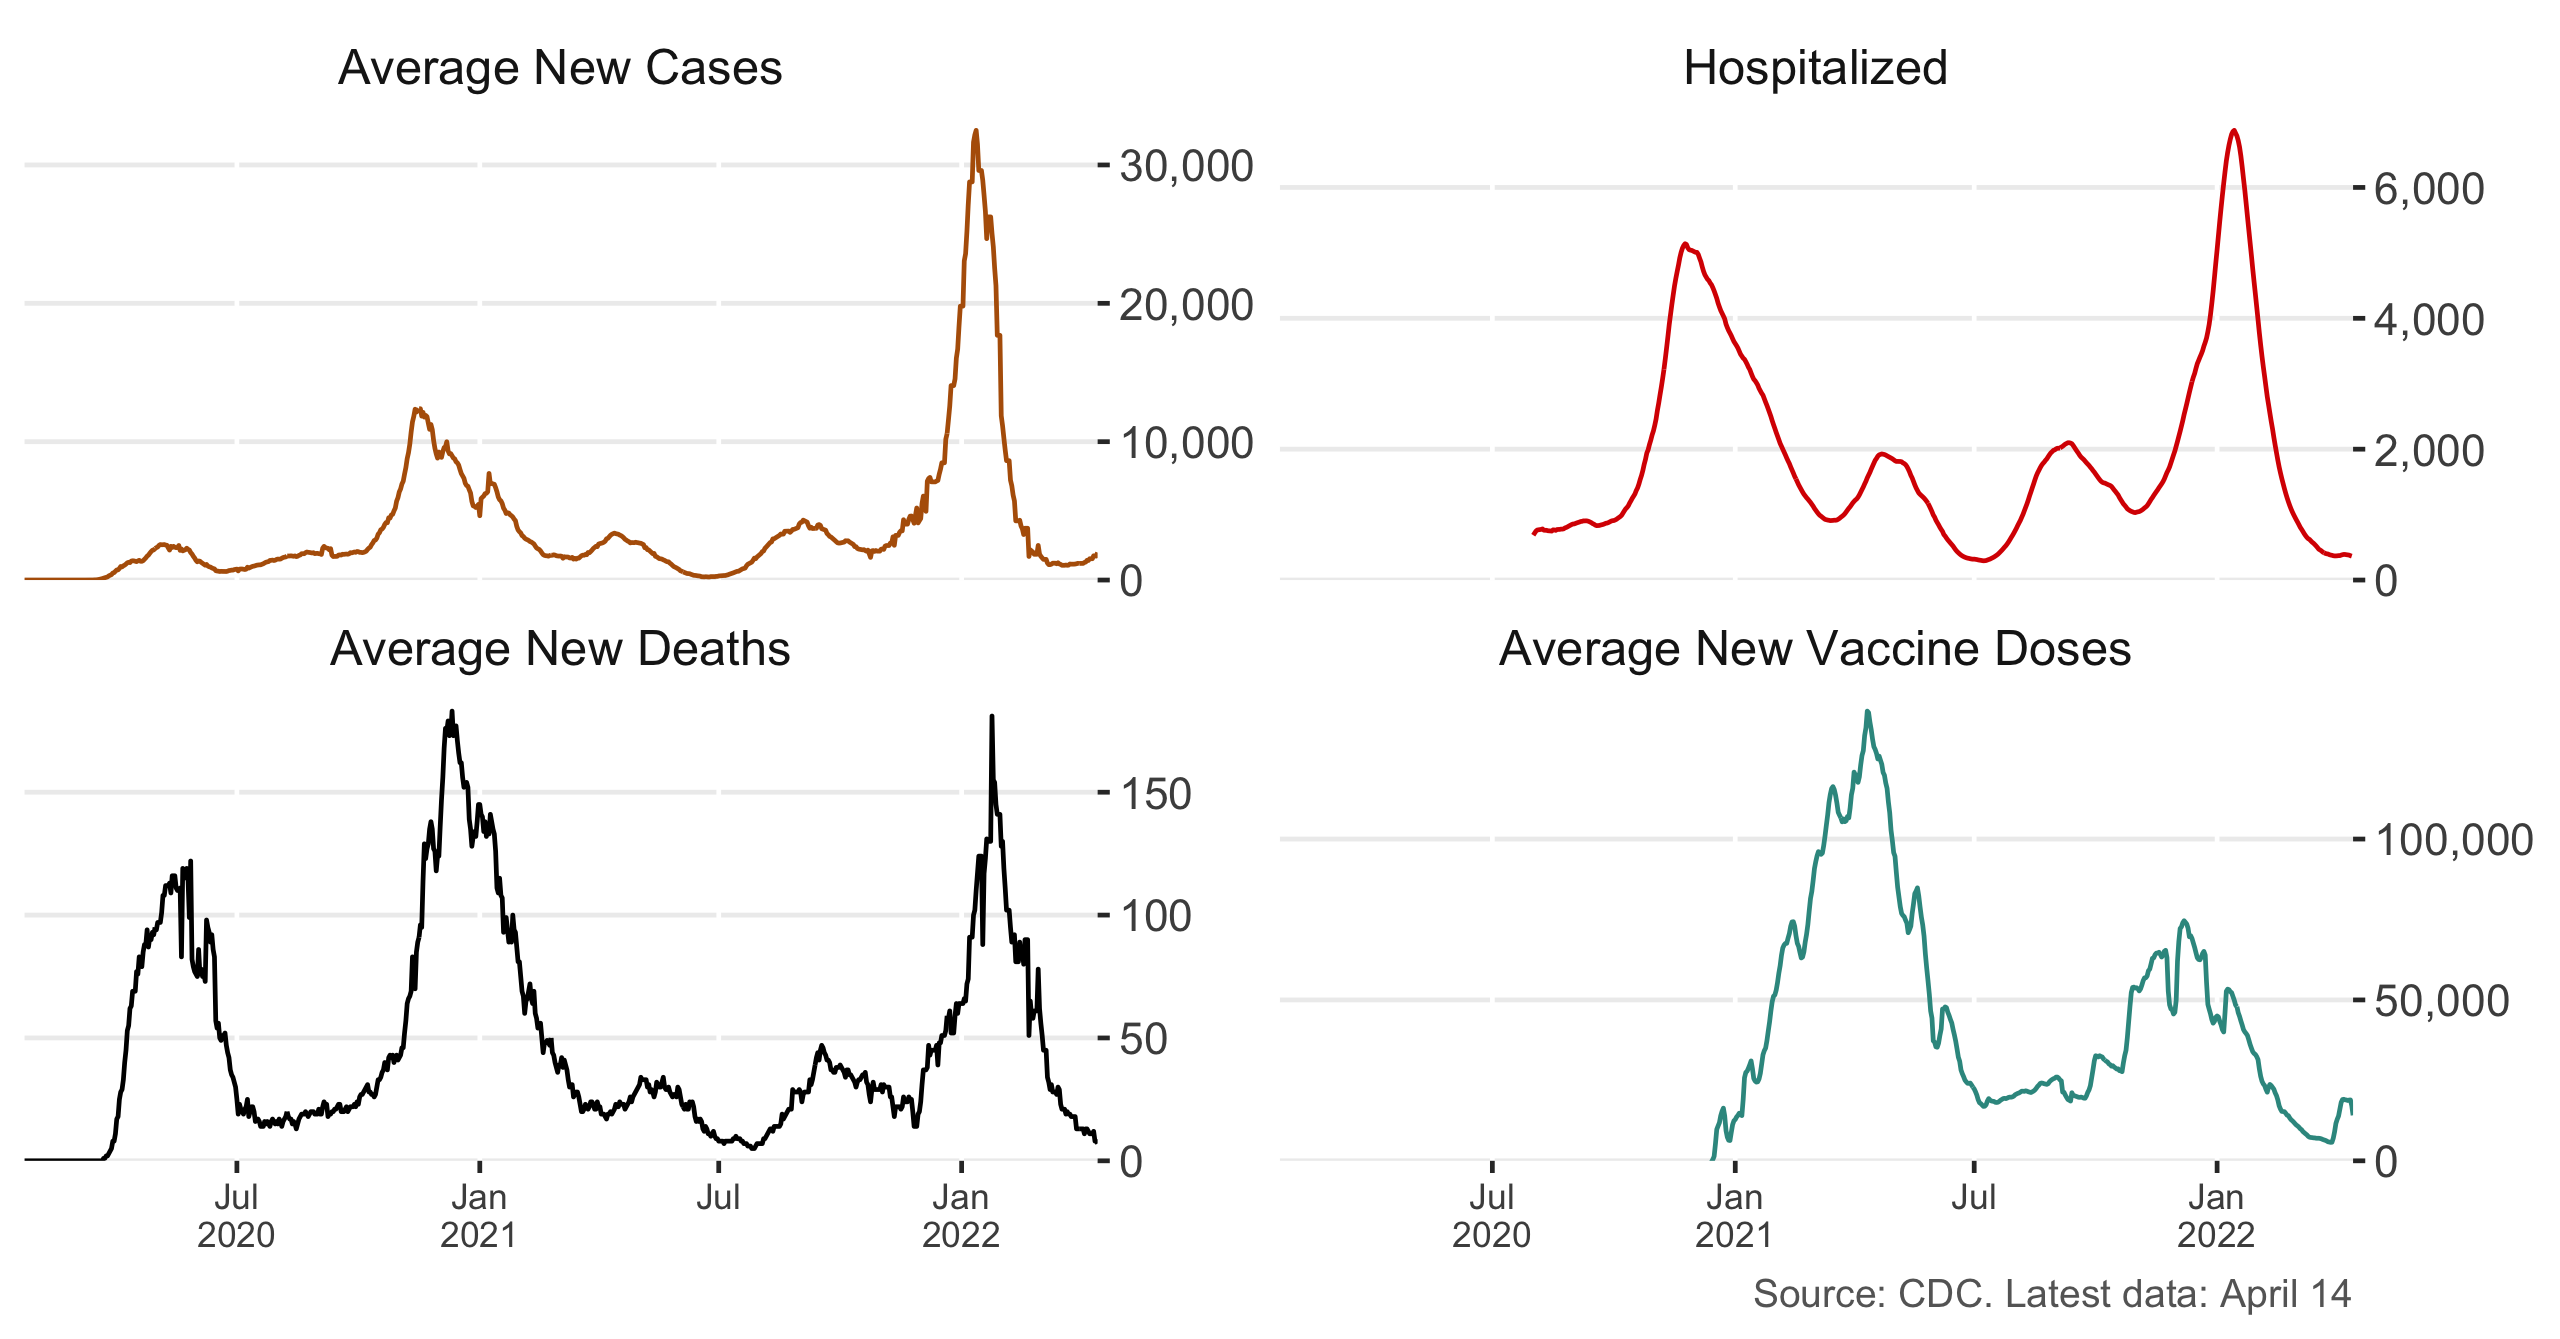 Average New Cases
30,000
20,000
10,000
0
Hospitalized
6,000
4,000
2,000
0
Average New Deaths
150
100
50
0
Jul Jan Jul Jan
2020 2021 2022
Average New Vaccine Doses
100,000
50,000
0
Jul Jan Jul Jan
2020 2021 2022
Source: CDC. Latest data: April 14